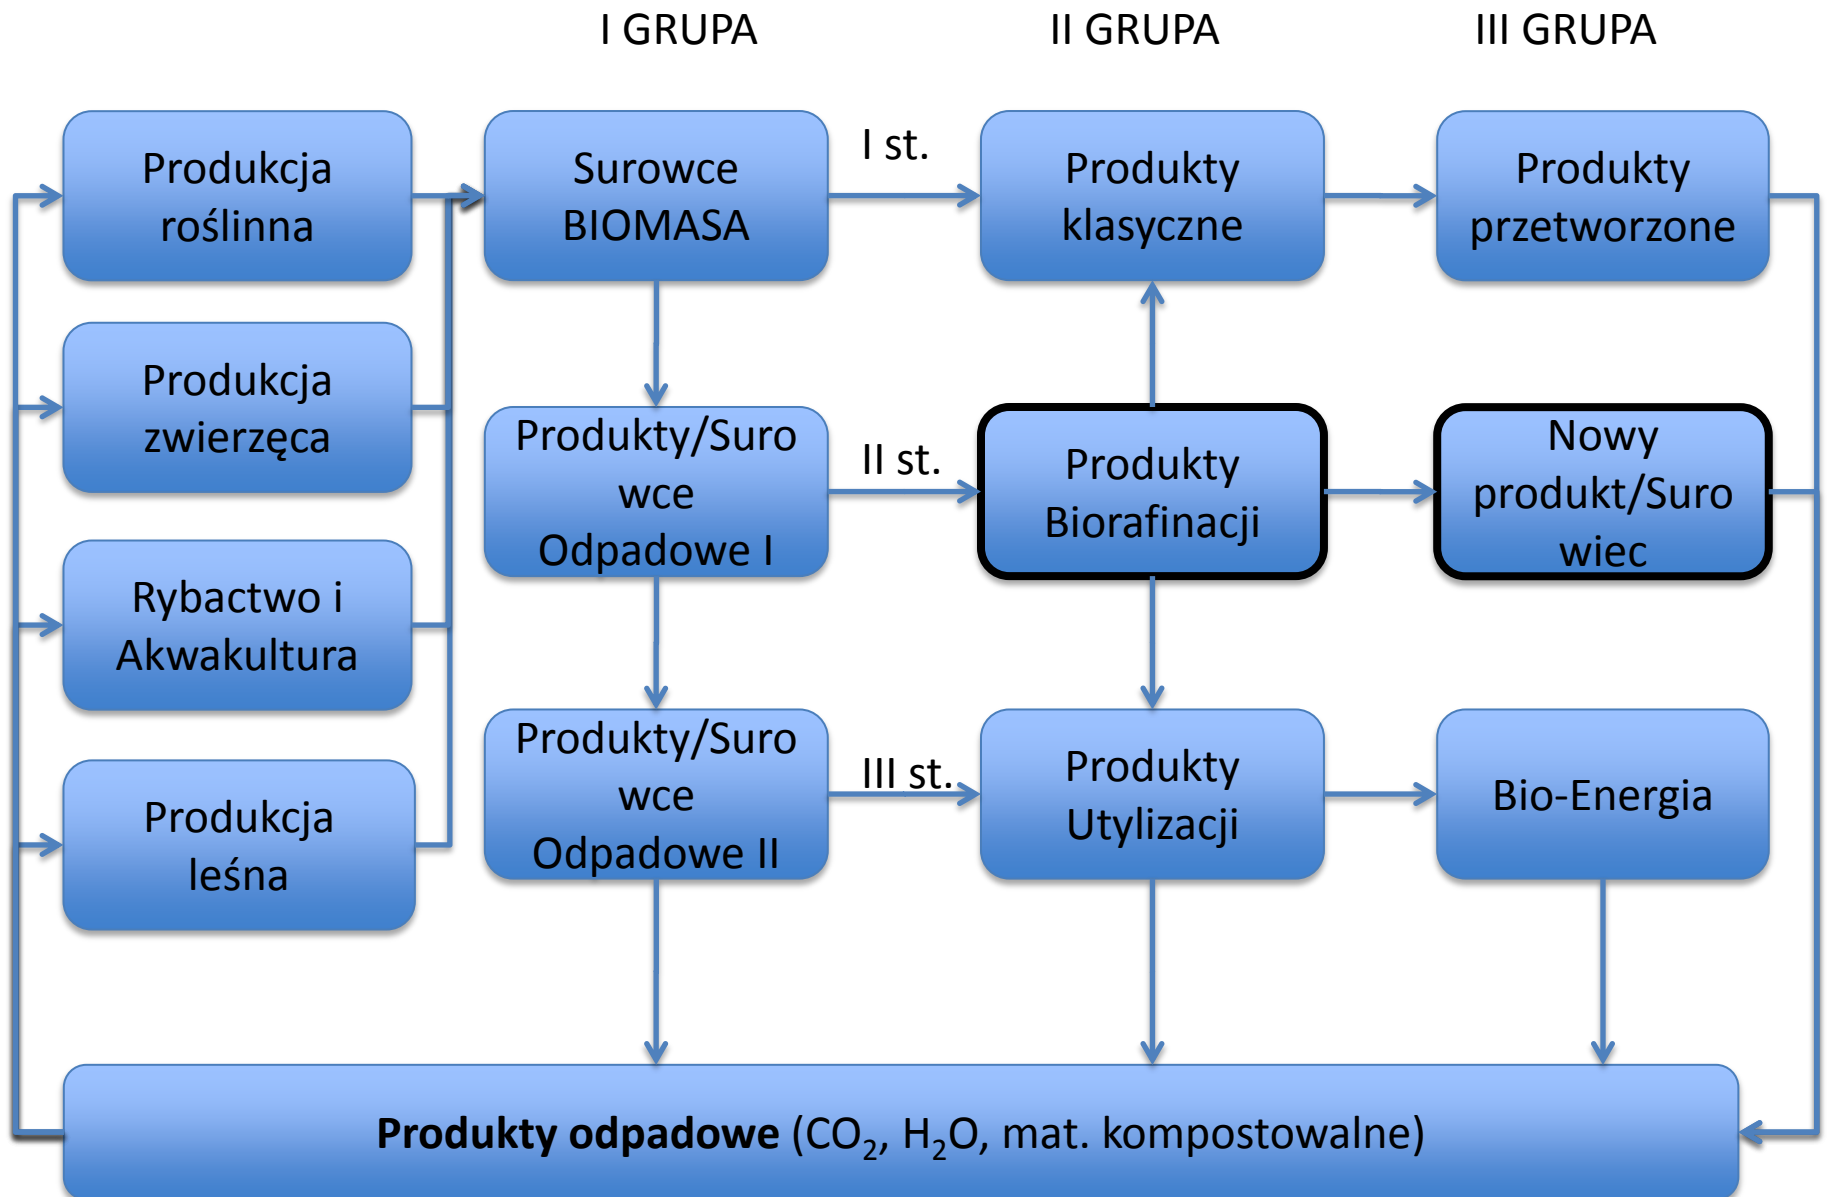 I GRUPA
II GRUPA
III GRUPA
Produkcja
roślinna
Surowce
BIOMASA
I st.
Produkty
klasyczne
Produkty
przetworzone
Produkcja
zwierzęca
Produkty/Suro
wce
Odpadowe I
II st.
Produkty
Biorafinacji
Nowy
produkt/Suro
wiec
Rybactwo i
Akwakultura
Produkcja
leśna
Produkty/Suro
wce
Odpadowe II
III st.
Produkty
Utylizacji
Bio-Energia
Produkty odpadowe (CO₂, H₂O, mat. kompostowalne)